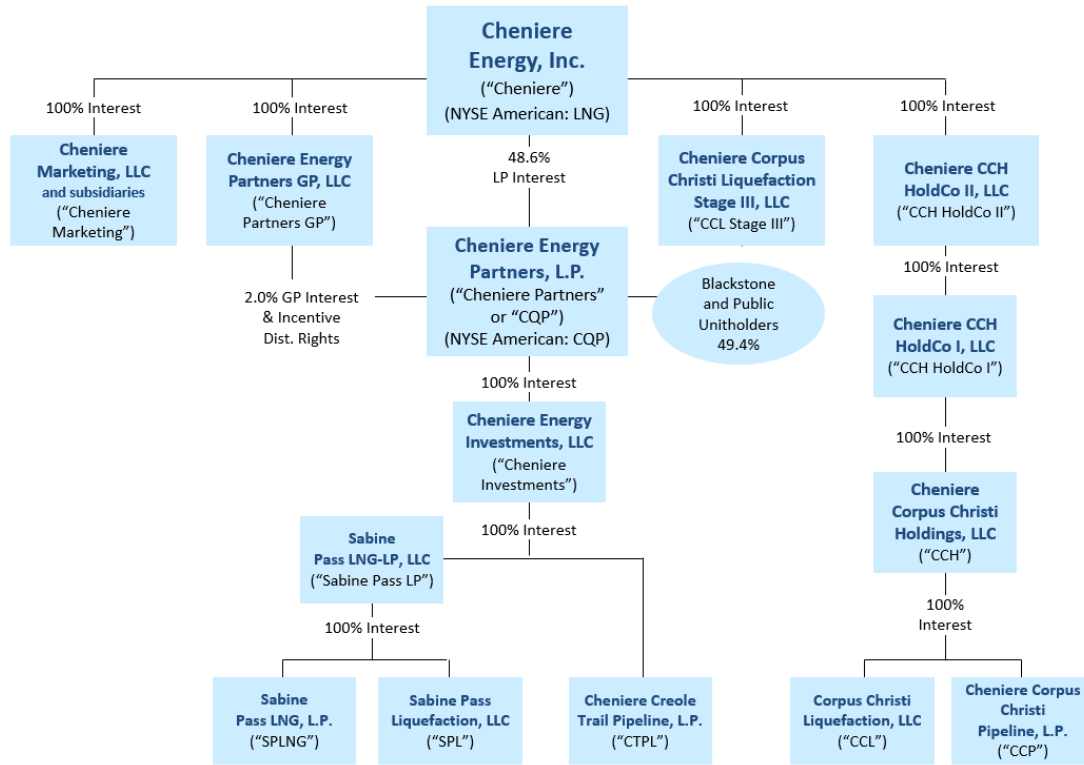 Cheniere
Energy, Inc.
(“Cheniere”)
(NYSE American: LNG)
100% Interest
100% Interest
100% Interest
100% Interest
Cheniere
Marketing, LLC
and subsidiaries
(“Cheniere
Marketing”)
Cheniere Energy
Partners GP, LLC
(“Cheniere
Partners GP”)
48.6%
LP Interest
Cheniere Corpus
Christi Liquefaction
Stage III, LLC
(“CCL Stage III”)
Cheniere CCH
HoldCo II, LLC
(“CCH HoldCo II”)
2.0% GP Interest
& Incentive
Dist. Rights
Cheniere Energy
Partners, L.P.
(“Cheniere Partners”
or “CQP”)
(NYSE American: CQP)
Blackstone
and Public
Unitholders
49.4%
100% Interest
Cheniere CCH
HoldCo I, LLC
(“CCH HoldCo I”)
100% Interest
Cheniere Energy
Investments, LLC
(“Cheniere
Investments”)
100% Interest
Cheniere
Corpus Christi
Holdings, LLC
(“CCH”)
100% Interest
Sabine
Pass LNG-LP, LLC
(“Sabine Pass LP”)
100% Interest
100%
Interest
Sabine
Pass LNG, L.P.
(“SPLNG”)
Sabine Pass
Liquefaction, LLC
(“SPL”)
Cheniere Creole
Trail Pipeline, L.P.
(“CTPL”)
Corpus Christi
Liquefaction, LLC
(“CCL”)
Cheniere Corpus
Christi
Pipeline, L.P.
(“CCP”)